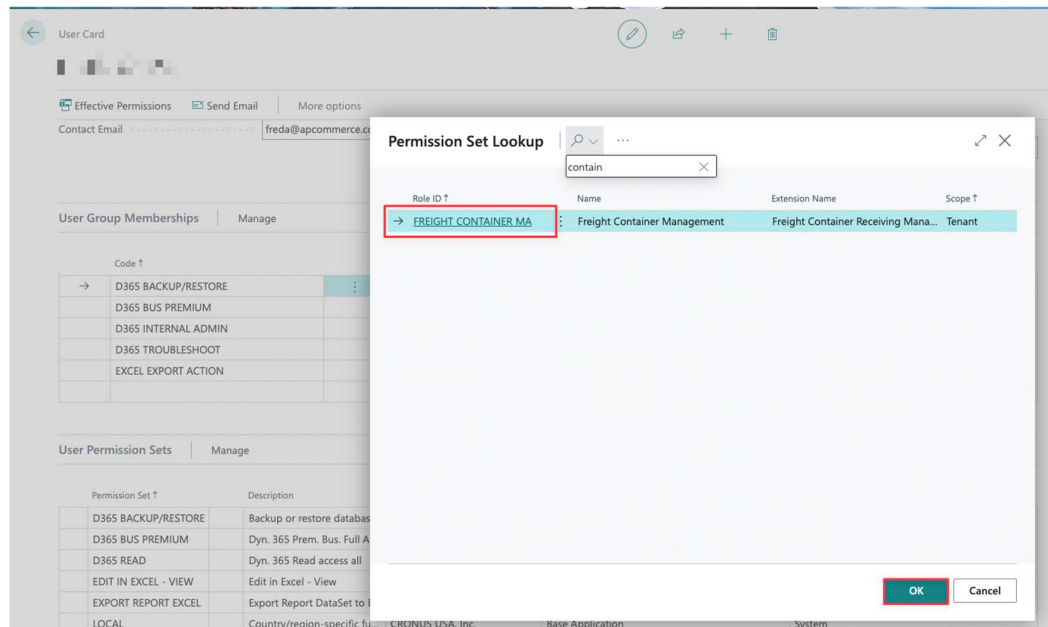 User Card
Effective Permissions Send Email More options
Contact Email freda@apcommerce.c
Permission Set Lookup
contain
Role ID ↑ Name Extension Name Scope ↑
→ FREIGHT CONTAINER MA Freight Container Management Freight Container Receiving Mana... Tenant
User Group Memberships Manage
Code ↑
→ D365 BACKUP/RESTORE
D365 BUS PREMIUM
D365 INTERNAL ADMIN
D365 TROUBLESHOOT
EXCEL EXPORT ACTION
User Permission Sets Manage
Permission Set ↑ Description
D365 BACKUP/RESTORE Backup or restore databas
D365 BUS PREMIUM Dyn. 365 Prem. Bus. Full A
D365 READ Dyn. 365 Read access all
EDIT IN EXCEL - VIEW Edit in Excel - View
EXPORT REPORT EXCEL Export Report DataSet to
LOCAL Country/region-specific fu... CRONUS USA, Inc. Base Application System
OK Cancel